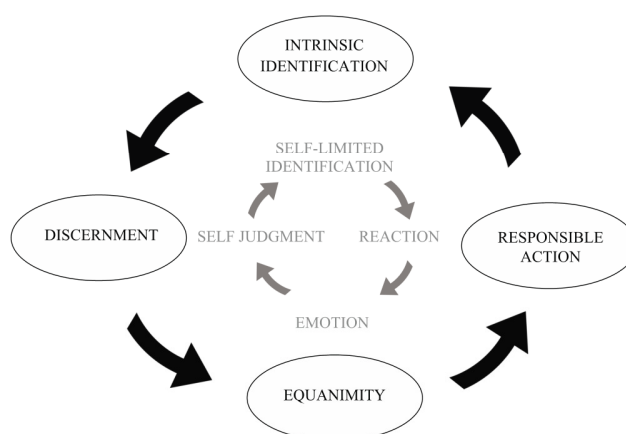 INTRINSIC
IDENTIFICATION
SELF-LIMITED
IDENTIFICATION
DISCERNMENT
SELF JUDGMENT
REACTION
RESPONSIBLE
ACTION
EMOTION
EQUANIMITY